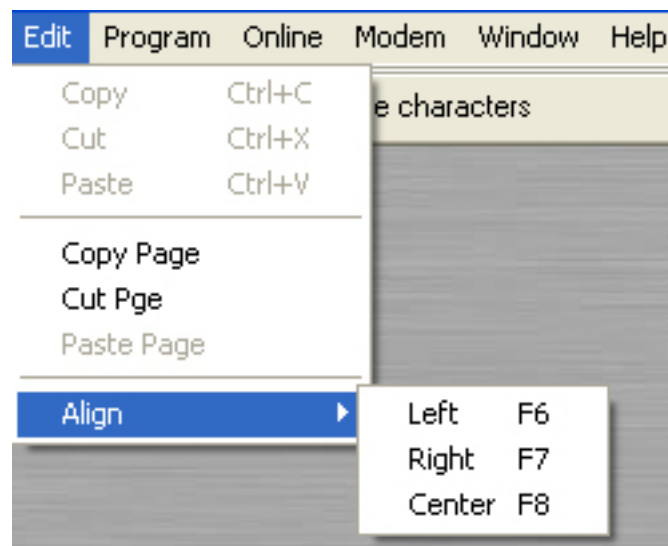 Edit Program Online Modem Window Help
Copy Ctrl+C
e characters
Cut Ctrl+X
Paste Ctrl+V
Copy Page
Cut Pge
Paste Page
Align
Left F6
Right F7
Center F8